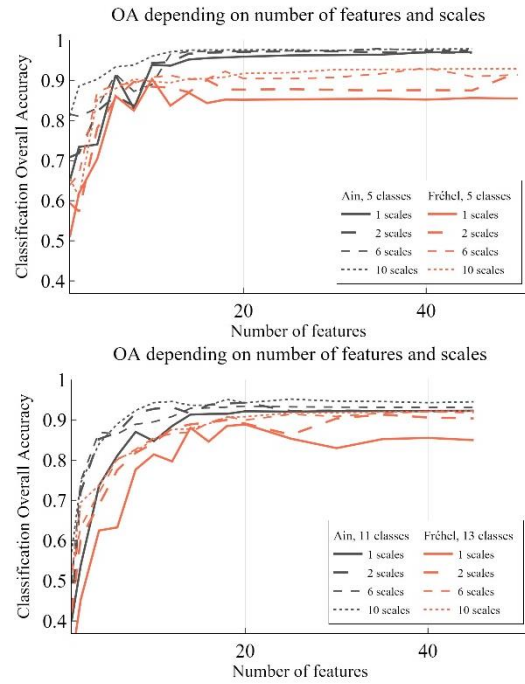 OA depending on number of features and scales
Classification Overall Accuracy
1
0.9
0.8
0.7
0.6
0.5
0.4
Ain, 5 classes Fréhel, 5 classes
1 scales 1 scales
2 scales 2 scales
6 scales 6 scales
10 scales 10 scales
20 40
Number of features
OA depending on number of features and scales
Classification Overall Accuracy
1
0.9
0.8
0.7
0.6
0.5
0.4
Ain, 11 classes Fréhel, 13 classes
1 scales 1 scales
2 scales 2 scales
6 scales 6 scales
10 scales 10 scales
20 40
Number of features